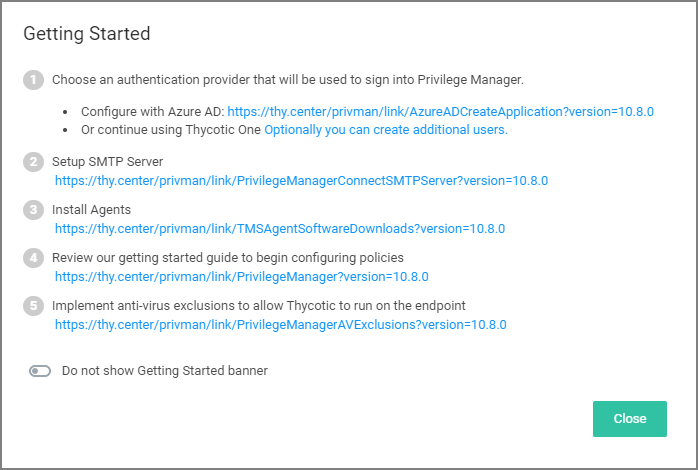 Getting Started
1 Choose an authentication provider that will be used to sign into Privilege Manager.
• Configure with Azure AD: https://thy.center/privman/link/AzureADCreateApplication?version=10.8.0
• Or continue using Thycotic One Optionally you can create additional users.
2 Setup SMTP Server
https://thy.center/privman/link/PrivilegeManagerConnectSMTPServer?version=10.8.0
3 Install Agents
https://thy.center/privman/link/TMSAgentSoftwareDownloads?version=10.8.0
4 Review our getting started guide to begin configuring policies
https://thy.center/privman/link/PrivilegeManager?version=10.8.0
5 Implement anti-virus exclusions to allow Thycotic to run on the endpoint
https://thy.center/privman/link/PrivilegeManagerAVExclusions?version=10.8.0
Do not show Getting Started banner
Close